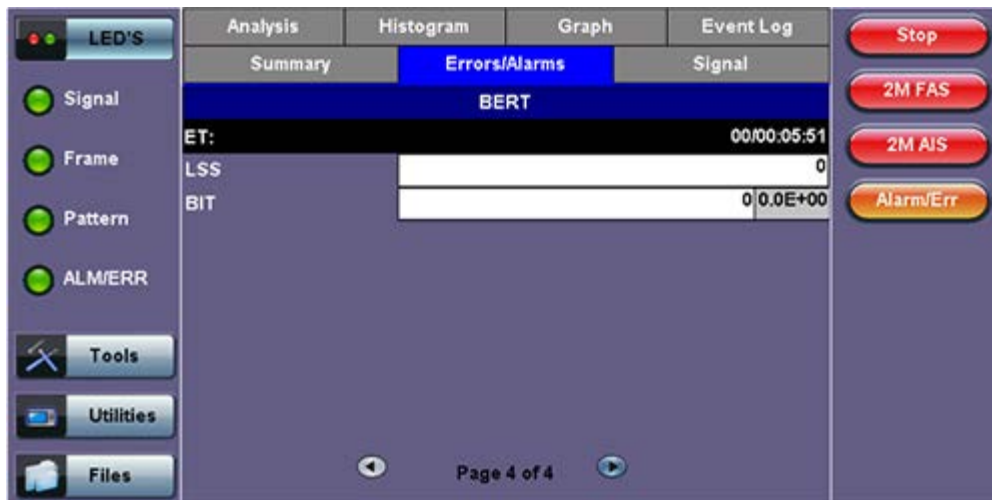 LED'S
Signal
Frame
Pattern
ALM/ERR
Tools
Utilities
Files
Analysis Histogram Graph Event Log
Summary Errors/Alarms Signal
BERT
ET: 00/00:05:51
LSS 0
BIT 0 0.0E+00
Page 4 of 4
Stop
2M FAS
2M AIS
Alarm/Err